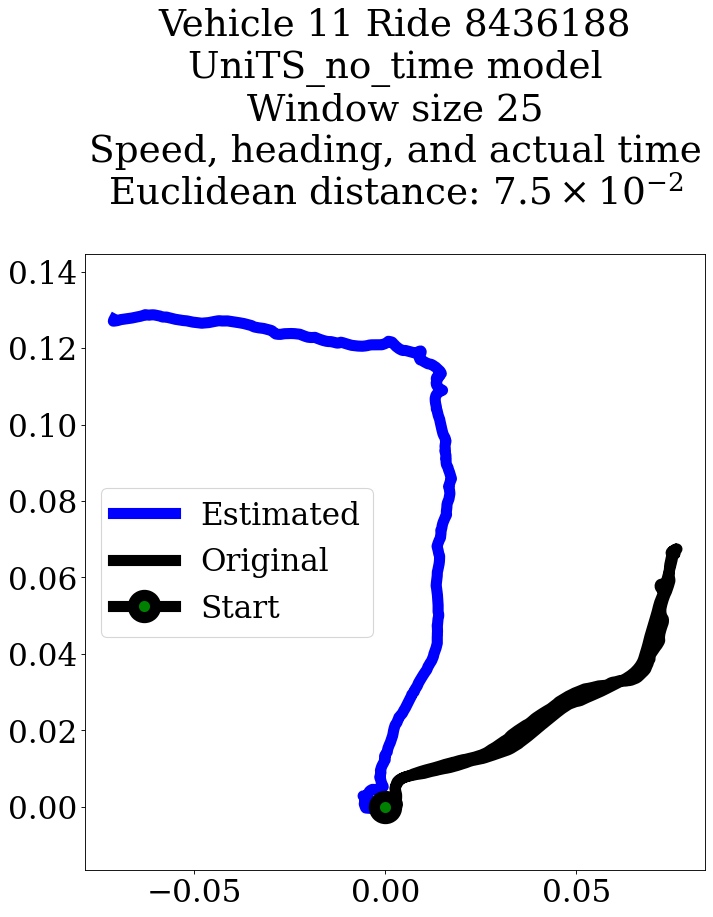 Vehicle 11 Ride 8436188
UniTS_no_time model
Window size 25
Speed, heading, and actual time
Euclidean distance: 7.5 × 10⁻²
0.14
0.12
0.10
0.08
0.06
0.04
0.02
0.00
Estimated
Original
Start
−0.05
0.00
0.05